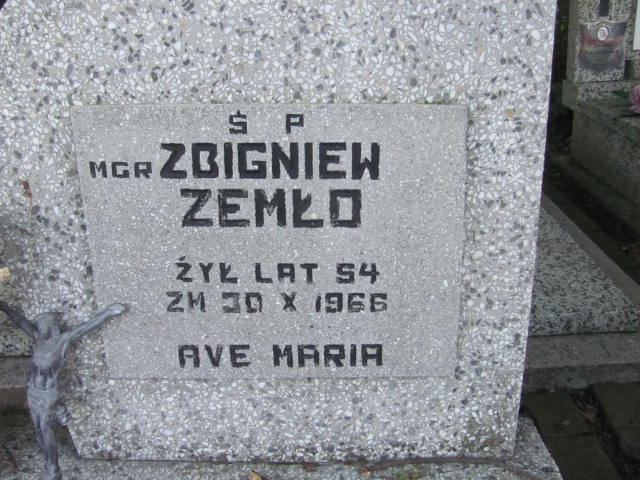 Ś P
MGR ZBIGNIEW
ZEMŁO
ŻYŁ LAT 54
ZM 30 X 1966
AVE MARIA